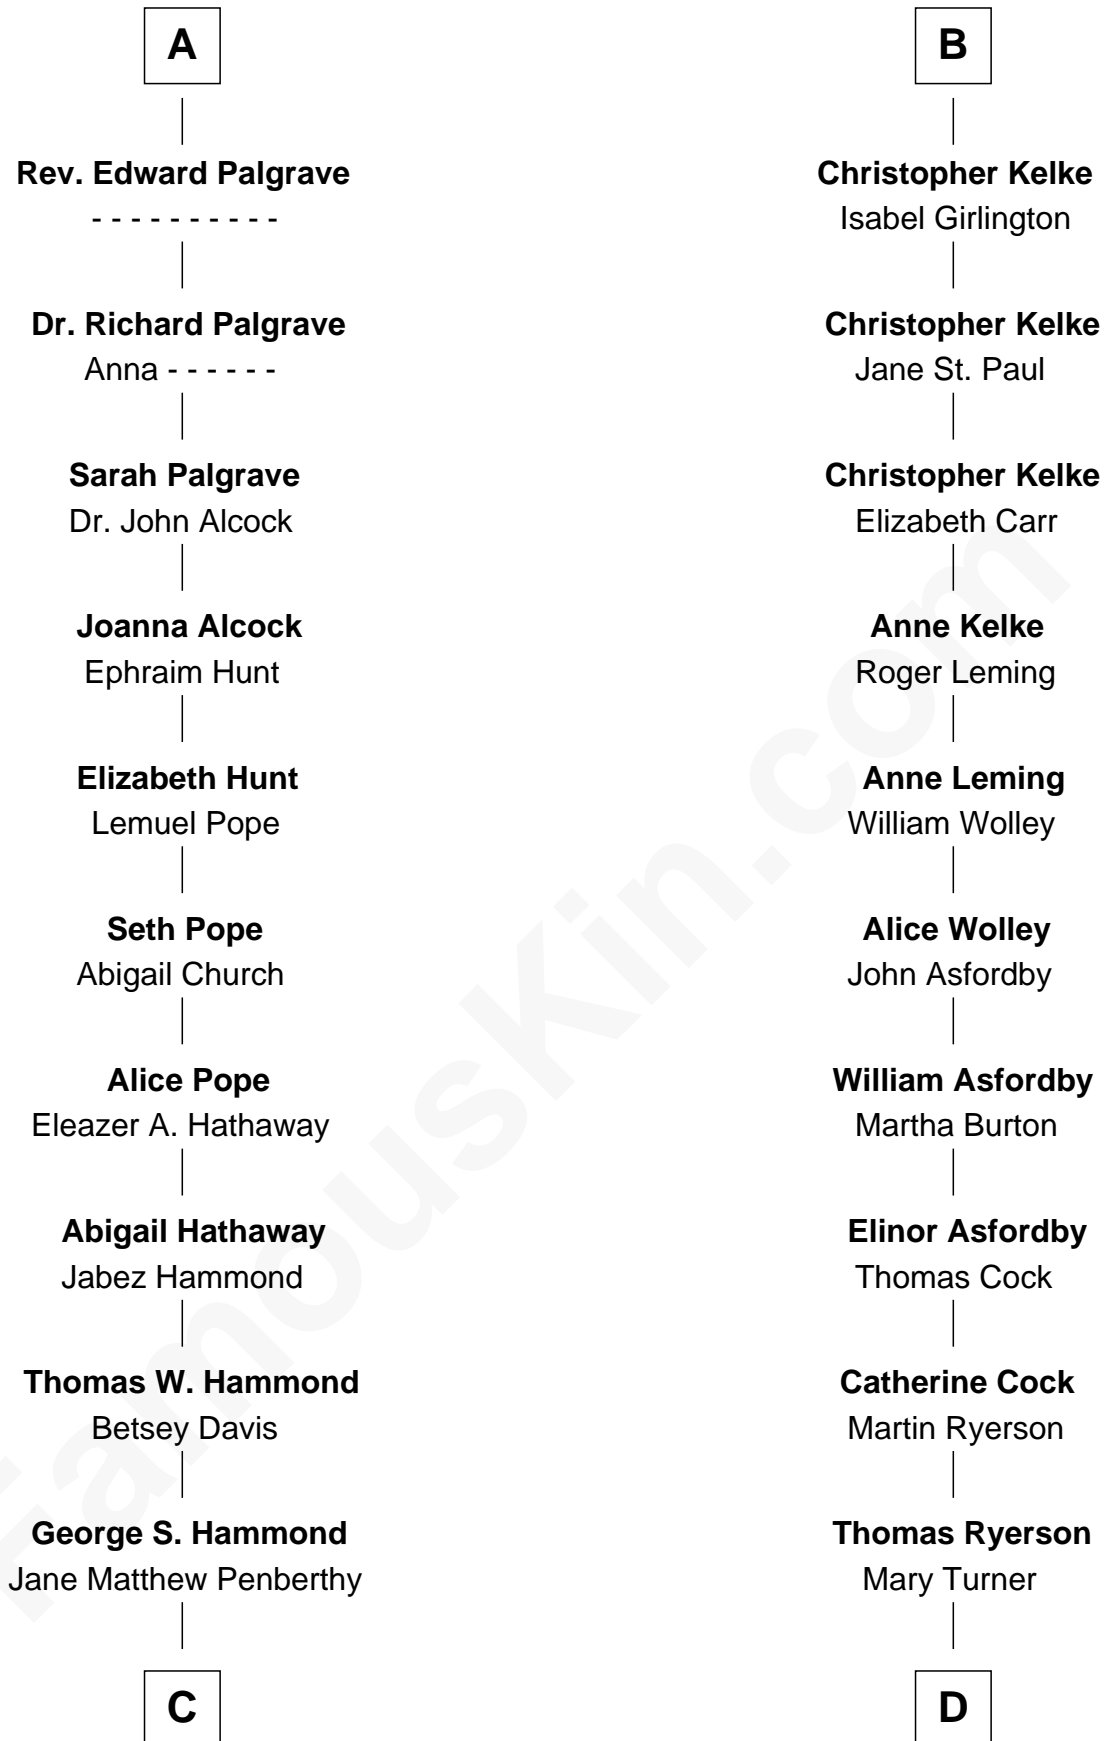 A
Rev. Edward Palgrave
- - - - - - - - - -
Dr. Richard Palgrave
Anna - - - - - -
Sarah Palgrave
Dr. John Alcock
Joanna Alcock
Ephraim Hunt
Elizabeth Hunt
Lemuel Pope
Seth Pope
Abigail Church
Alice Pope
Eleazer A. Hathaway
Abigail Hathaway
Jabez Hammond
Thomas W. Hammond
Betsey Davis
George S. Hammond
Jane Matthew Penberthy
C
B
Christopher Kelke
Isabel Girlington
Christopher Kelke
Jane St. Paul
Christopher Kelke
Elizabeth Carr
Anne Kelke
Roger Leming
Anne Leming
William Wolley
Alice Wolley
John Asfordby
William Asfordby
Martha Burton
Elinor Asfordby
Thomas Cock
Catherine Cock
Martin Ryerson
Thomas Ryerson
Mary Turner
D
FamousKin.com